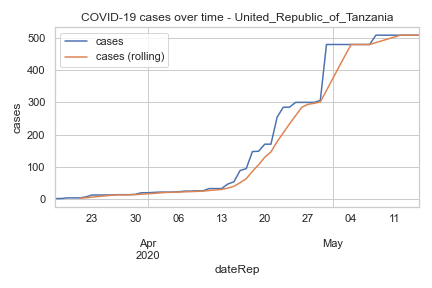 COVID-19 cases over time - United_Republic_of_Tanzania
cases
cases (rolling)
500
400
300
200
100
0
cases
23 30 06 13 20 27 04 11
Apr May
2020
dateRep